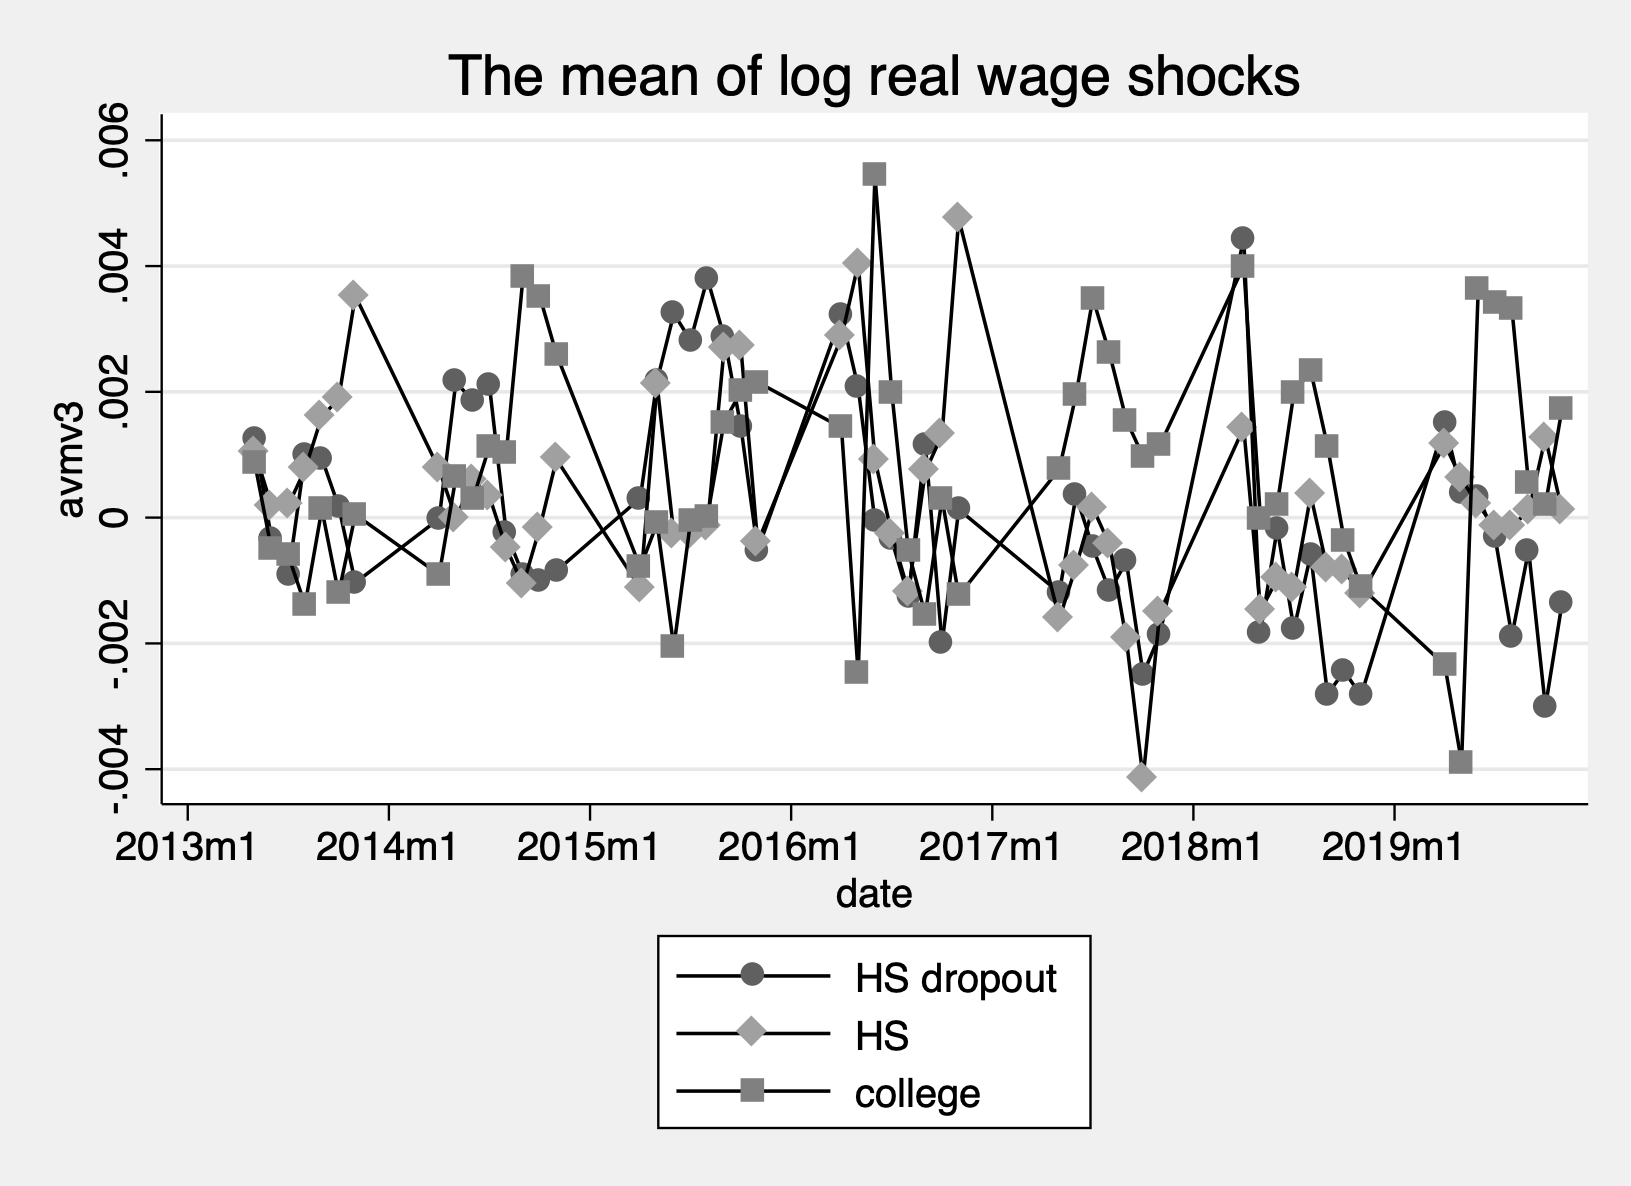 The mean of log real wage shocks
.006
.004
.002
0
-.002
-.004
avmv3
2013m1 2014m1 2015m1 2016m1 2017m1 2018m1 2019m1
date
HS dropout
HS
college